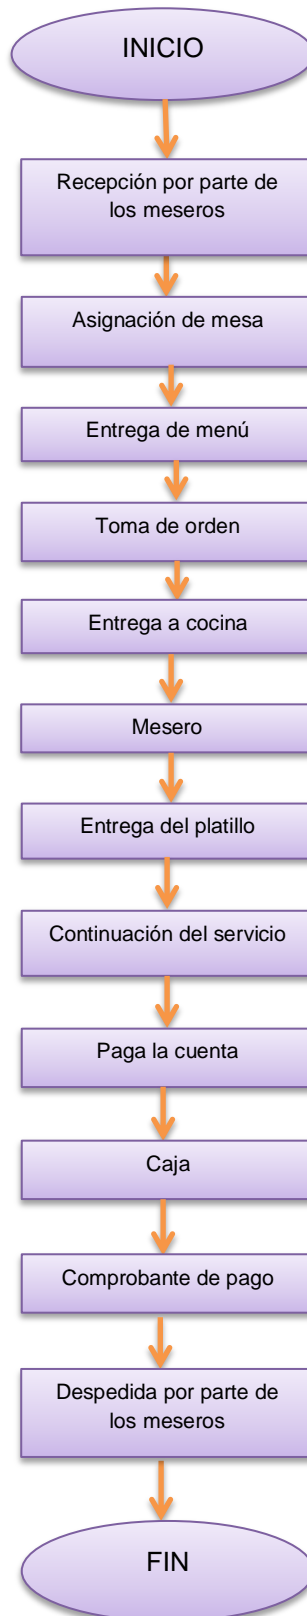 INICIO
Recepción por parte de
los meseros
Asignación de mesa
Entrega de menú
Toma de orden
Entrega a cocina
Mesero
Entrega del platillo
Continuación del servicio
Paga la cuenta
Caja
Comprobante de pago
Despedida por parte de
los meseros
FIN